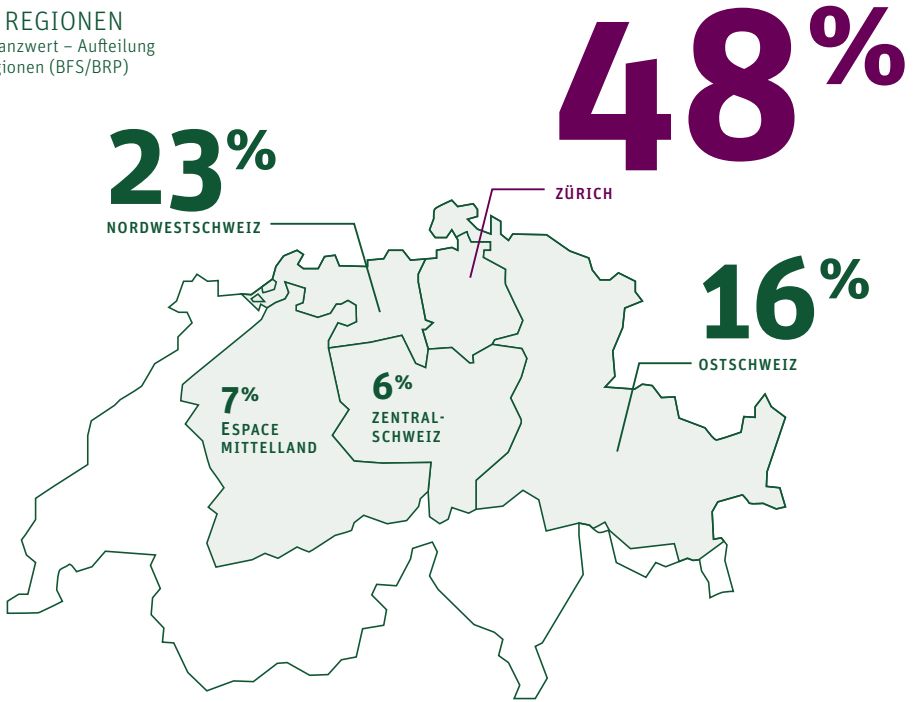 REGIONEN
anzwert – Aufteilung
gionen (BFS/BRP)
48%
23%
ZÜRICH
NORDWESTSCHWEIZ
16%
OSTSCHWEIZ
7%
ESPACE
MITTELLAND
6%
ZENTRAL-
SCHWEIZ